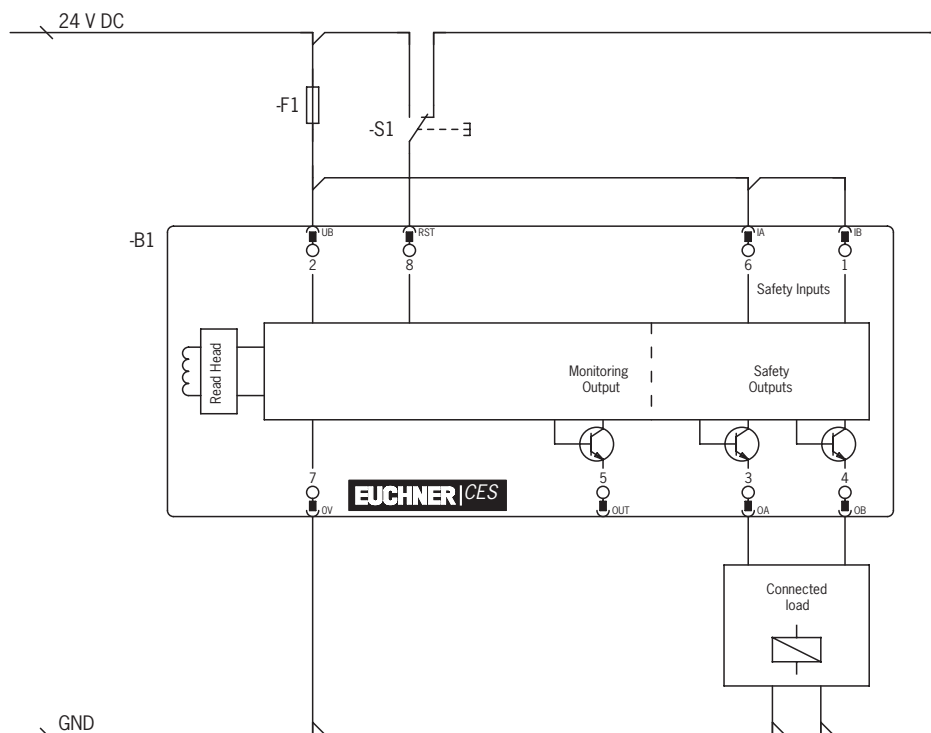 24 V DC
-F1
-S1
-B1
UB
RST
IA
IB
2
8
6
1
Safety Inputs
Read Head
Monitoring
Output
Safety
Outputs
7
5
3
4
EUCHNER|CES
0V
OUT
OA
OB
Connected
load
GND